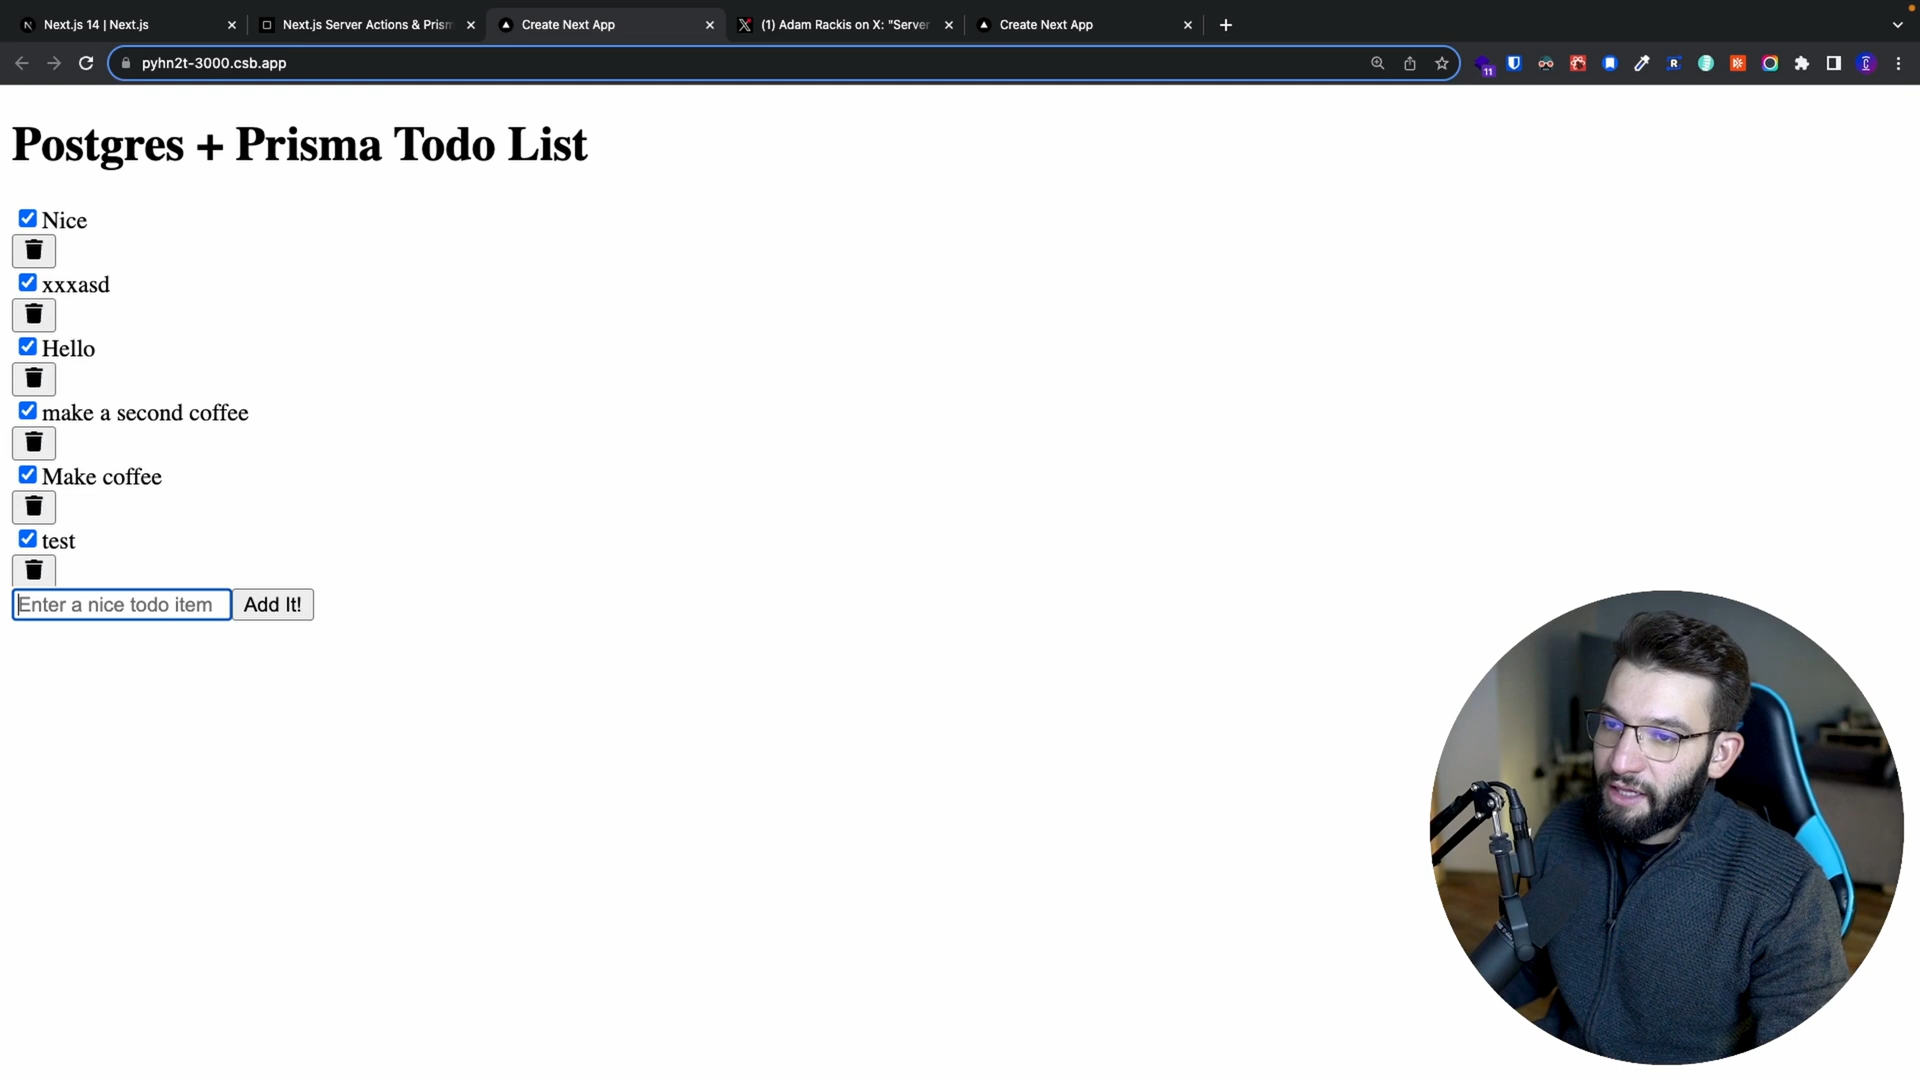 Next.js 14 | Next.js
Next.js Server Actions & Prism
Create Next App
(1) Adam Rackis on X: "Server
Create Next App
pyhn2t-3000.csb.app
11
R
Postgres + Prisma Todo List
Nice
xxxasd
Hello
make a second coffee
Make coffee
test
Enter a nice todo item
Add It!